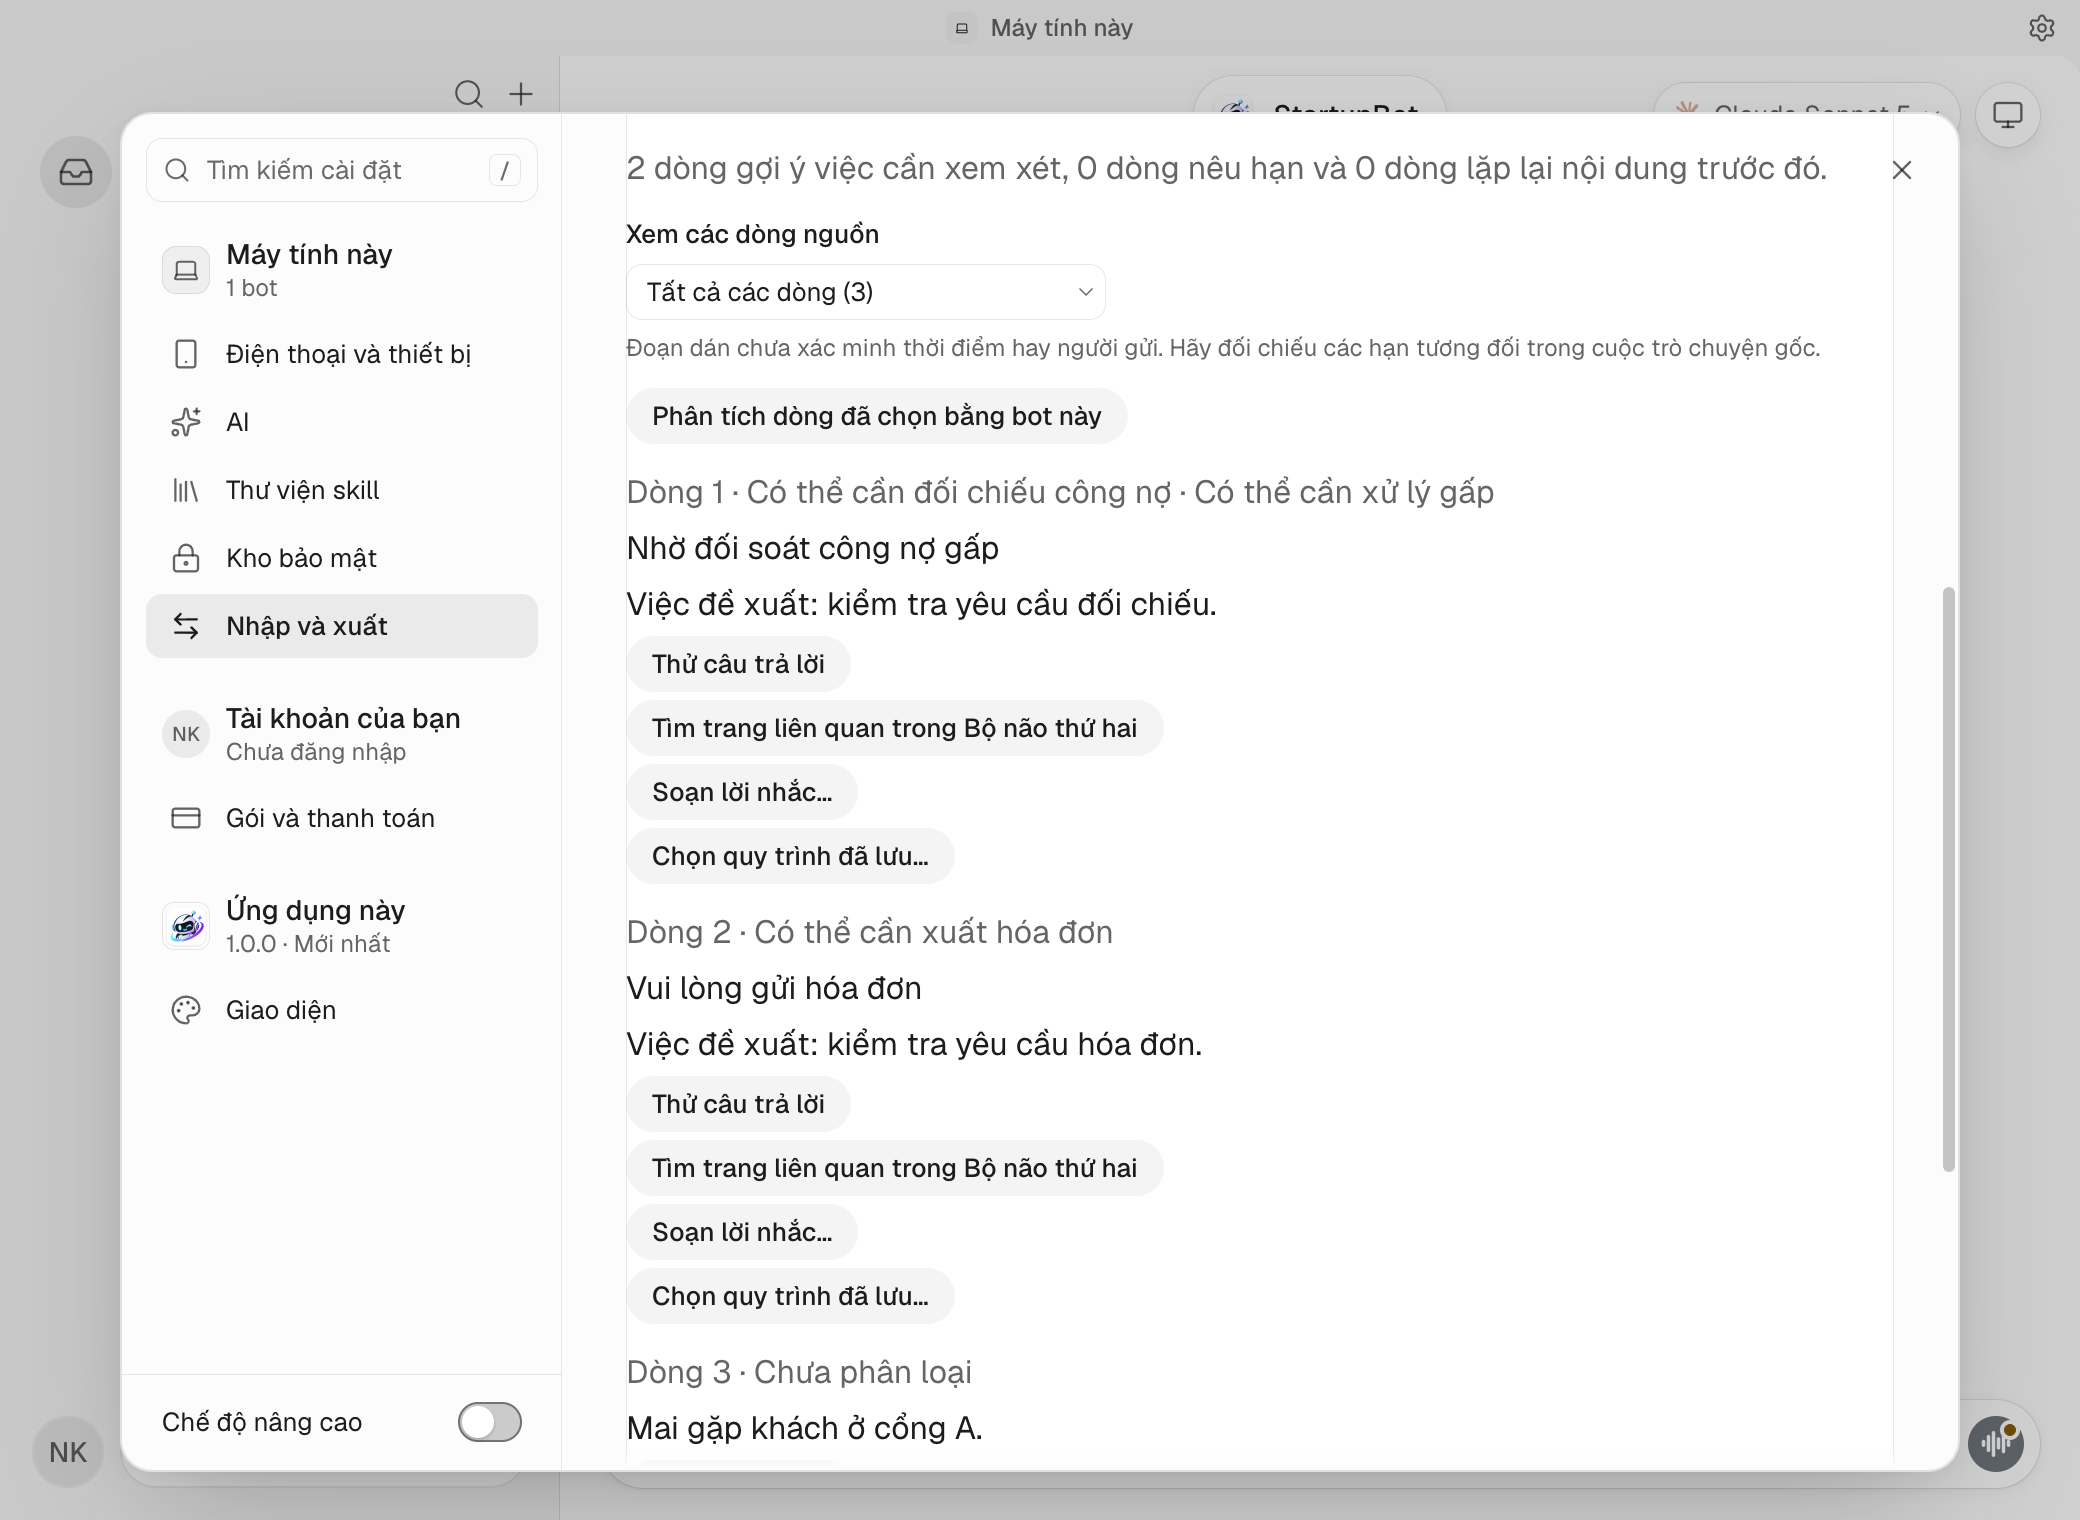 Máy tính này
StartupBot
Claude Sonnet 5
Tìm kiếm cài đặt
/
Máy tính này
1 bot
Điện thoại và thiết bị
AI
Thư viện skill
Kho bảo mật
Nhập và xuất
NK
Tài khoản của bạn
Chưa đăng nhập
Gói và thanh toán
Ứng dụng này
1.0.0 · Mới nhất
Giao diện
Chế độ nâng cao
NK
2 dòng gợi ý việc cần xem xét, 0 dòng nêu hạn và 0 dòng lặp lại nội dung trước đó.
Xem các dòng nguồn
Tất cả các dòng (3)
Đoạn dán chưa xác minh thời điểm hay người gửi. Hãy đối chiếu các hạn tương đối trong cuộc trò chuyện gốc.
Phân tích dòng đã chọn bằng bot này
Dòng 1 · Có thể cần đối chiếu công nợ · Có thể cần xử lý gấp
Nhờ đối soát công nợ gấp
Việc đề xuất: kiểm tra yêu cầu đối chiếu.
Thử câu trả lời
Tìm trang liên quan trong Bộ não thứ hai
Soạn lời nhắc...
Chọn quy trình đã lưu...
Dòng 2 · Có thể cần xuất hóa đơn
Vui lòng gửi hóa đơn
Việc đề xuất: kiểm tra yêu cầu hóa đơn.
Thử câu trả lời
Tìm trang liên quan trong Bộ não thứ hai
Soạn lời nhắc...
Chọn quy trình đã lưu...
Dòng 3 · Chưa phân loại
Mai gặp khách ở cổng A.